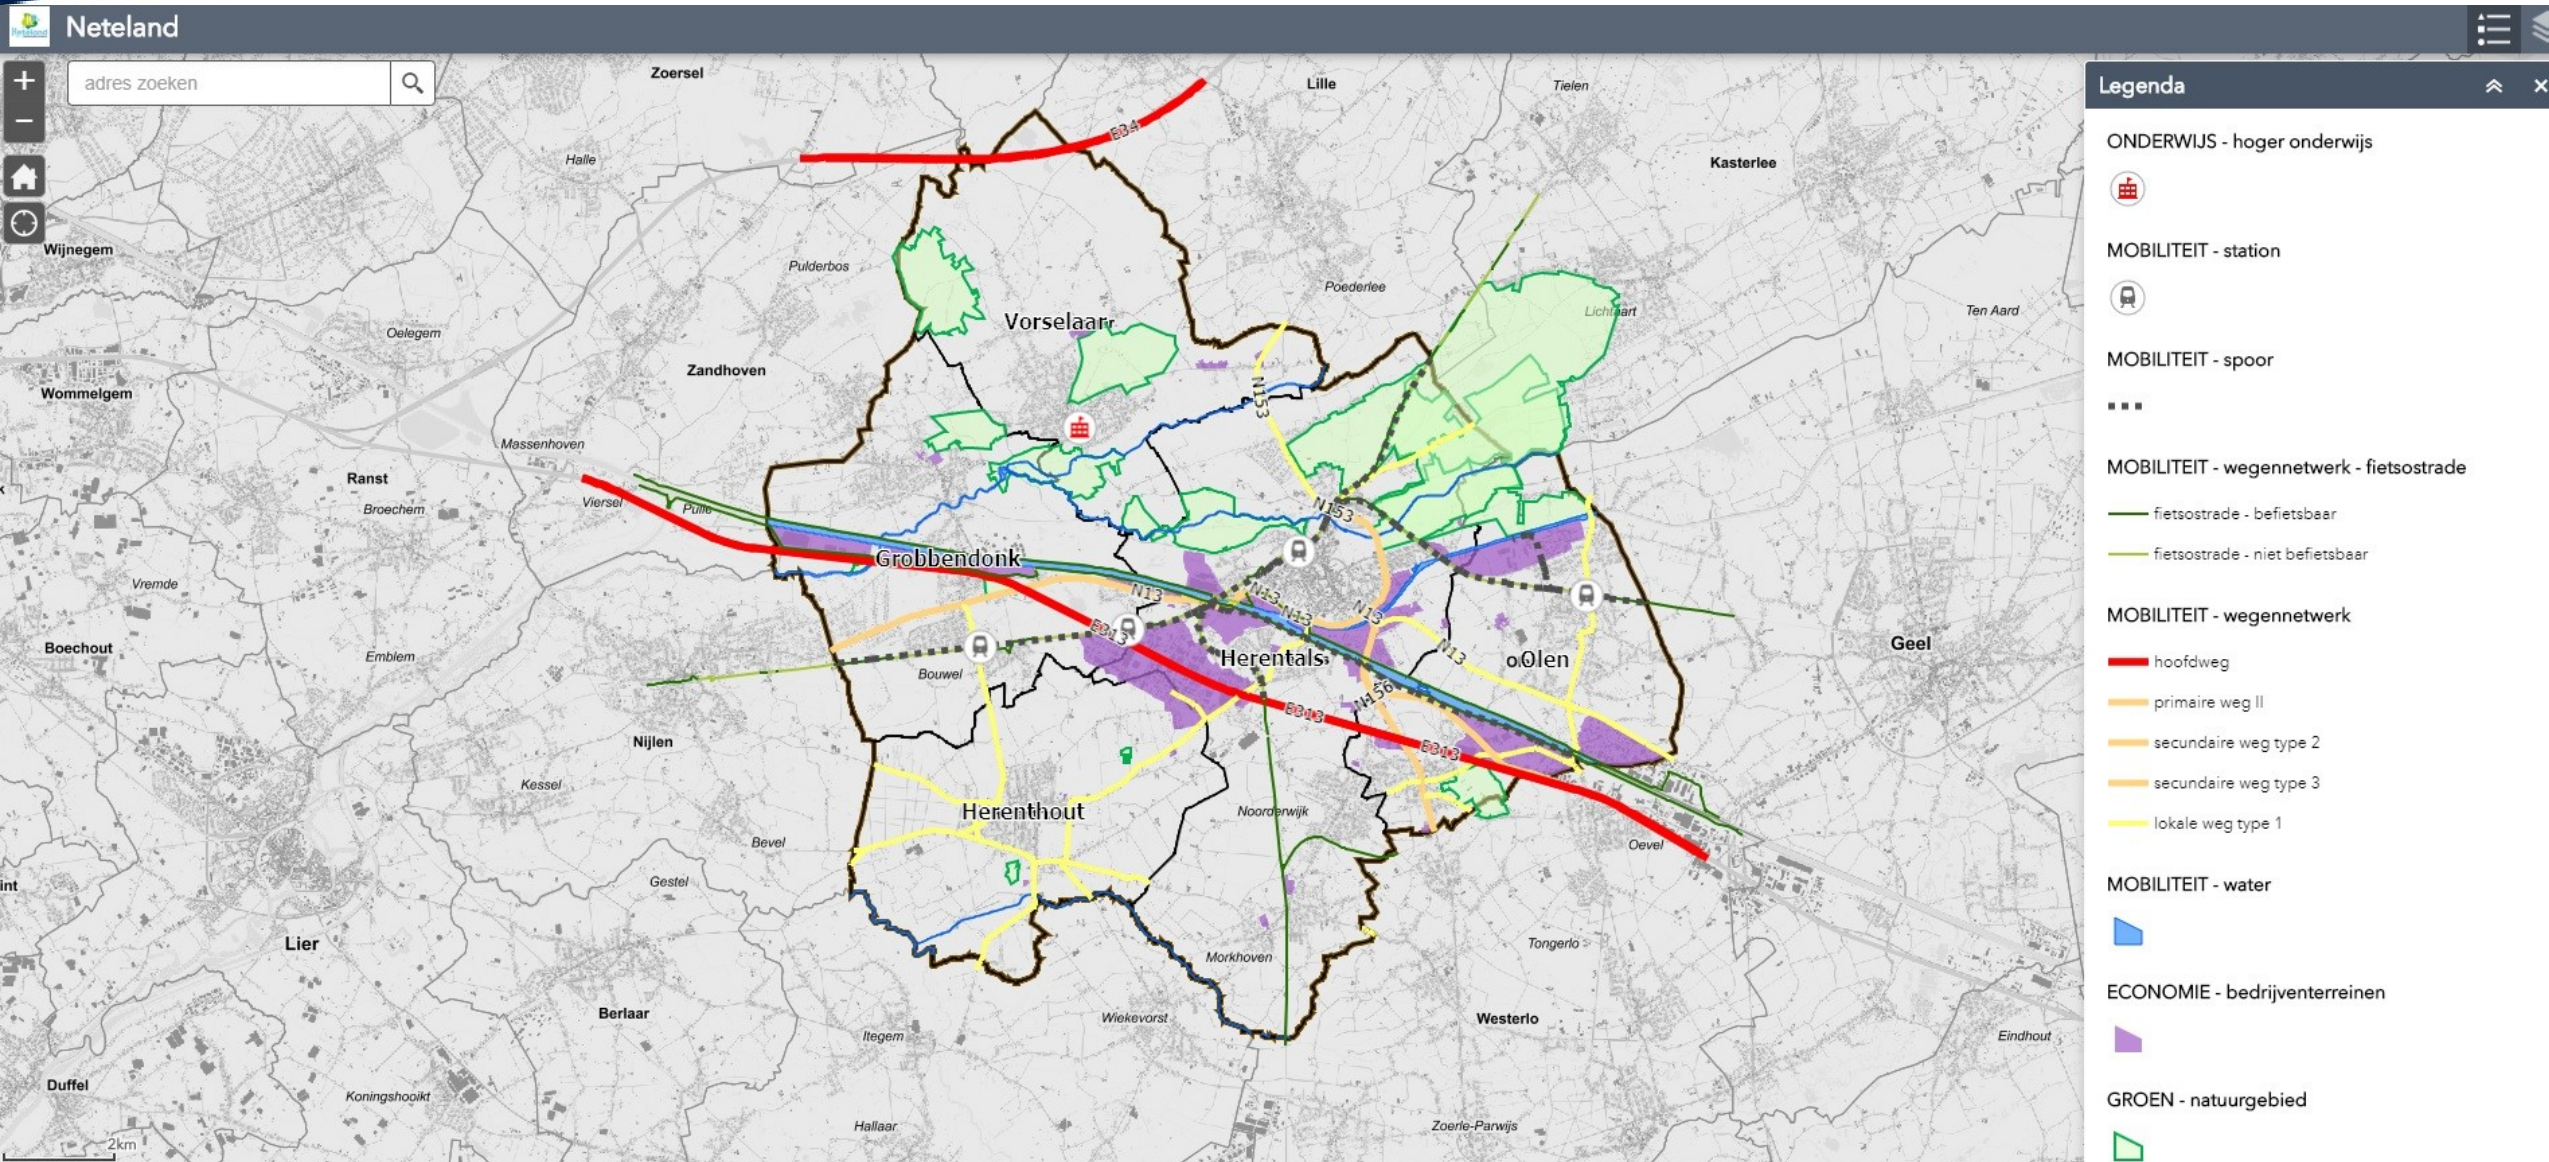 Neteland
Neteland
+
adres zoeken
−
Zoersel
Lille
Tielen
E34
Halle
Kasterlee
Wijnegem
Pulderbos
Poederlee
Vorselaar
Lichtaart
Ten Aard
Oelegem
Zandhoven
Wommelgem
N153
Massenhoven
Ranst
Viersel
Broechem
Pulle
N153
Grobbendonk
Vremde
N13
N13
N13
N13
E313
Boechout
Emblem
Bouwel
Herentals
N13
Olen
Geel
N156
E313
Nijlen
E313
Kessel
Herenthout
Noorderwijk
Bevel
Oevel
int
Gestel
Lier
Tongerlo
Morkhoven
Berlaar
Wiekevorst
Westerlo
Itegem
Eindhout
Duffel
Koningshooikt
Hallaar
Zoerle-Parwijs
2km
Legenda
ONDERWIJS - hoger onderwijs
MOBILITEIT - station
MOBILITEIT - spoor
MOBILITEIT - wegennetwerk - fietsostrade
fietsostrade - befietsbaar
fietsostrade - niet befietsbaar
MOBILITEIT - wegennetwerk
hoofdweg
primaire weg II
secundaire weg type 2
secundaire weg type 3
lokale weg type 1
MOBILITEIT - water
ECONOMIE - bedrijventerreinen
GROEN - natuurgebied